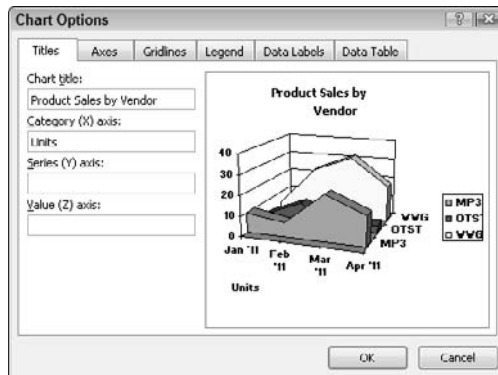 Chart Options
Titles
Axes
Gridlines
Legend
Data Labels
Data Table
Chart title:
Product Sales by Vendor
Category (X) axis:
Units
Series (Y) axis:
Value (Z) axis:
Product Sales by
Vendor
40
30
20
10
0
Jan '11
Feb '11
Mar '11
Apr '11
VVG
OTST
MP3
Units
MP3
OTST
VVG
OK
Cancel